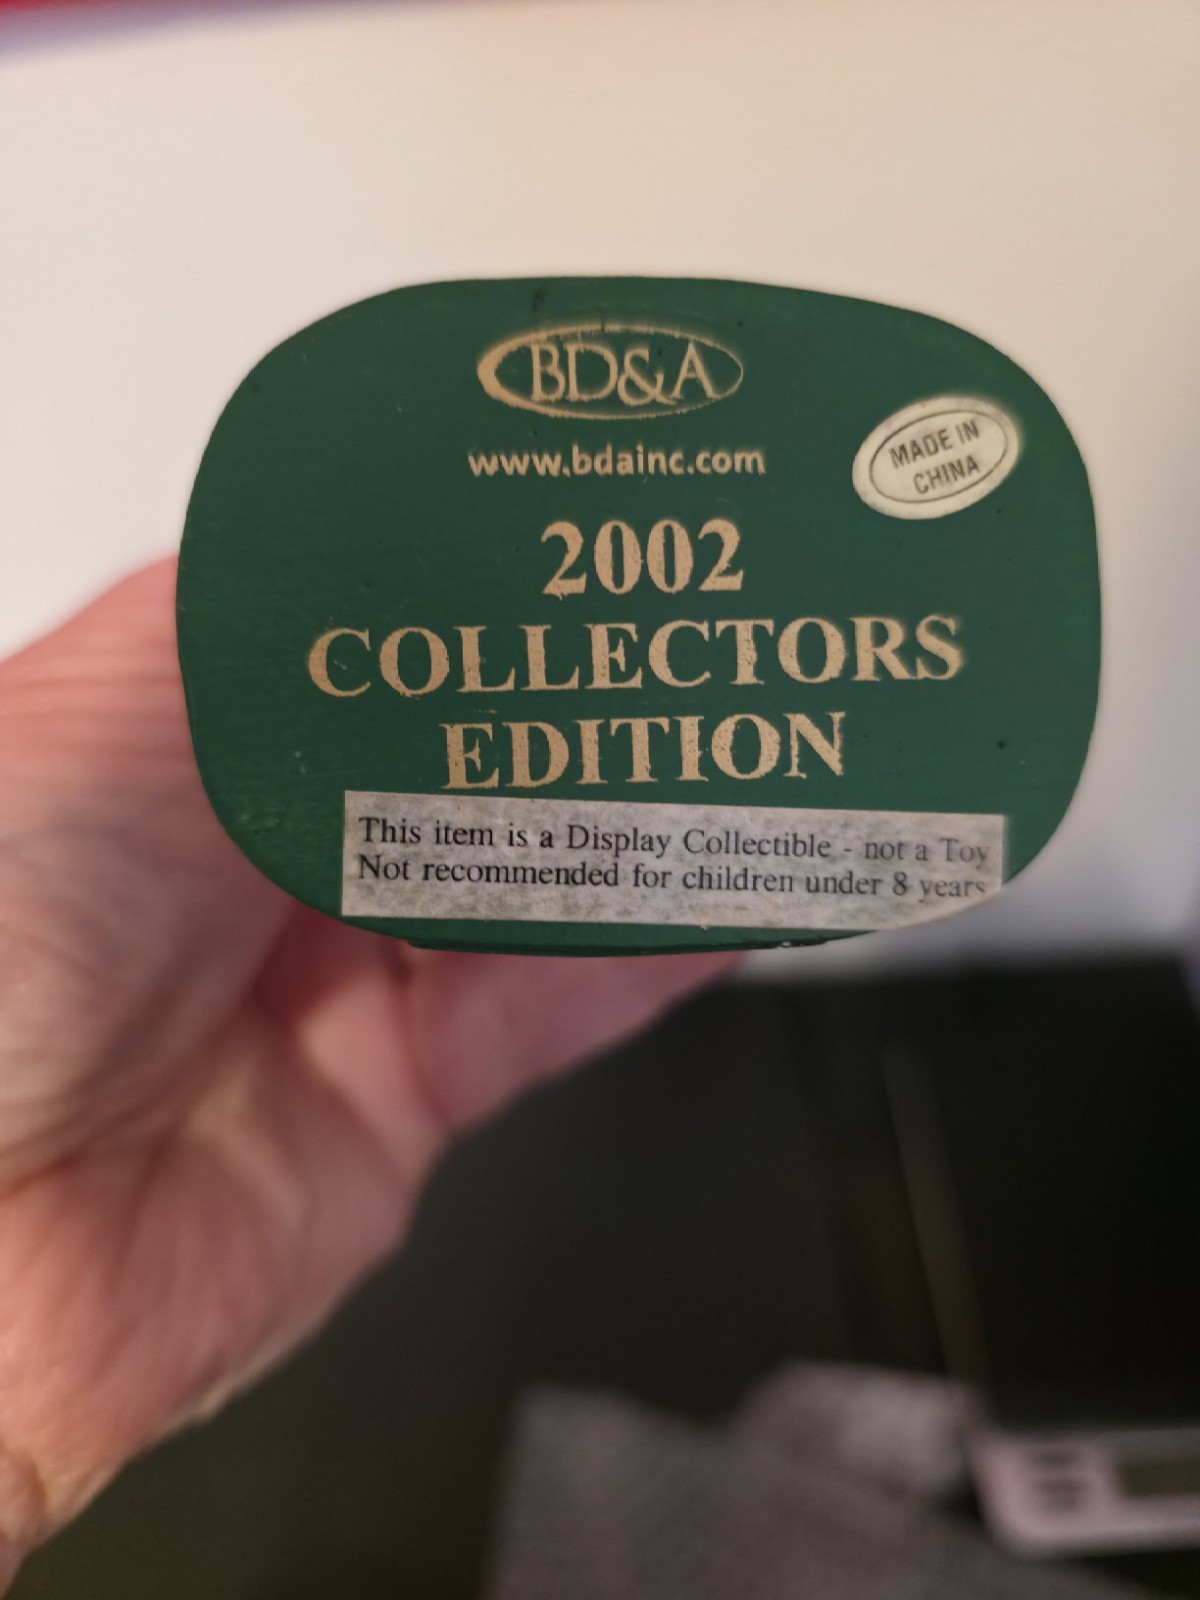 BD&A
www.bdainc.com
MADE IN
CHINA
2002
COLLECTORS
EDITION
This item is a Display Collectible - not a Toy
Not recommended for children under 8 years